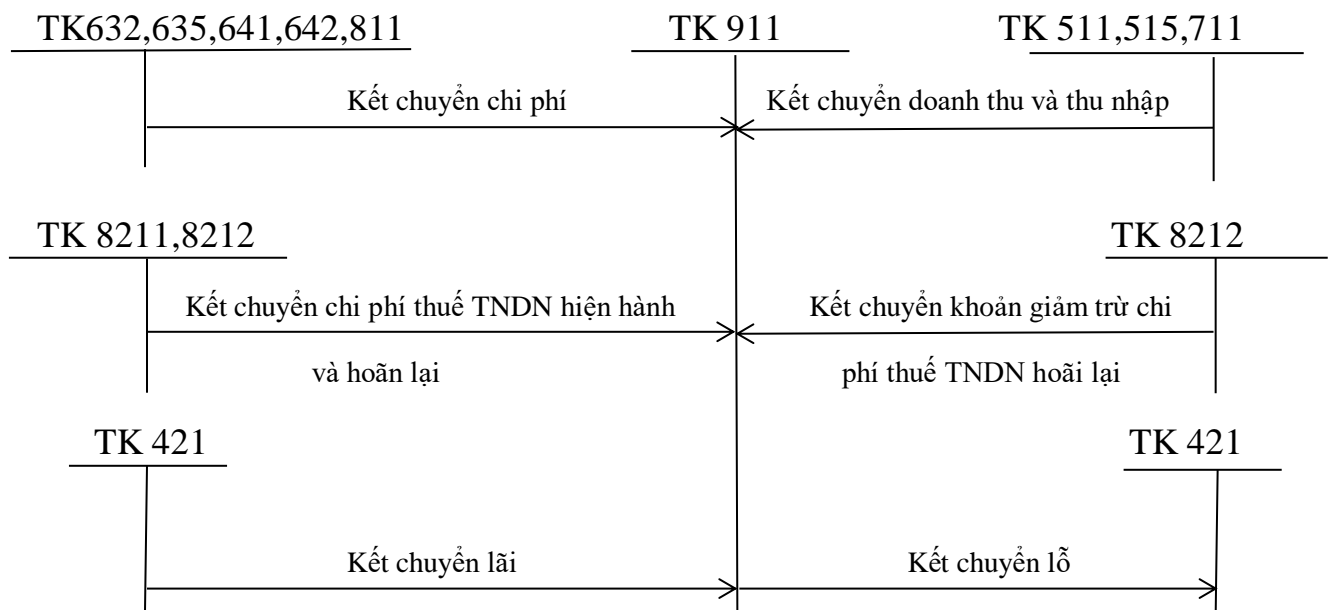 TK632,635,641,642,811 TK 911 TK 511,515,711
Kết chuyển chi phí Kết chuyển doanh thu và thu nhập
TK 8211,8212 TK 8212
Kết chuyển chi phí thuế TNDN hiện hành Kết chuyển khoản giảm trừ chi
và hoãn lại phí thuế TNDN hoãi lại
TK 421 TK 421
Kết chuyển lãi Kết chuyển lỗ